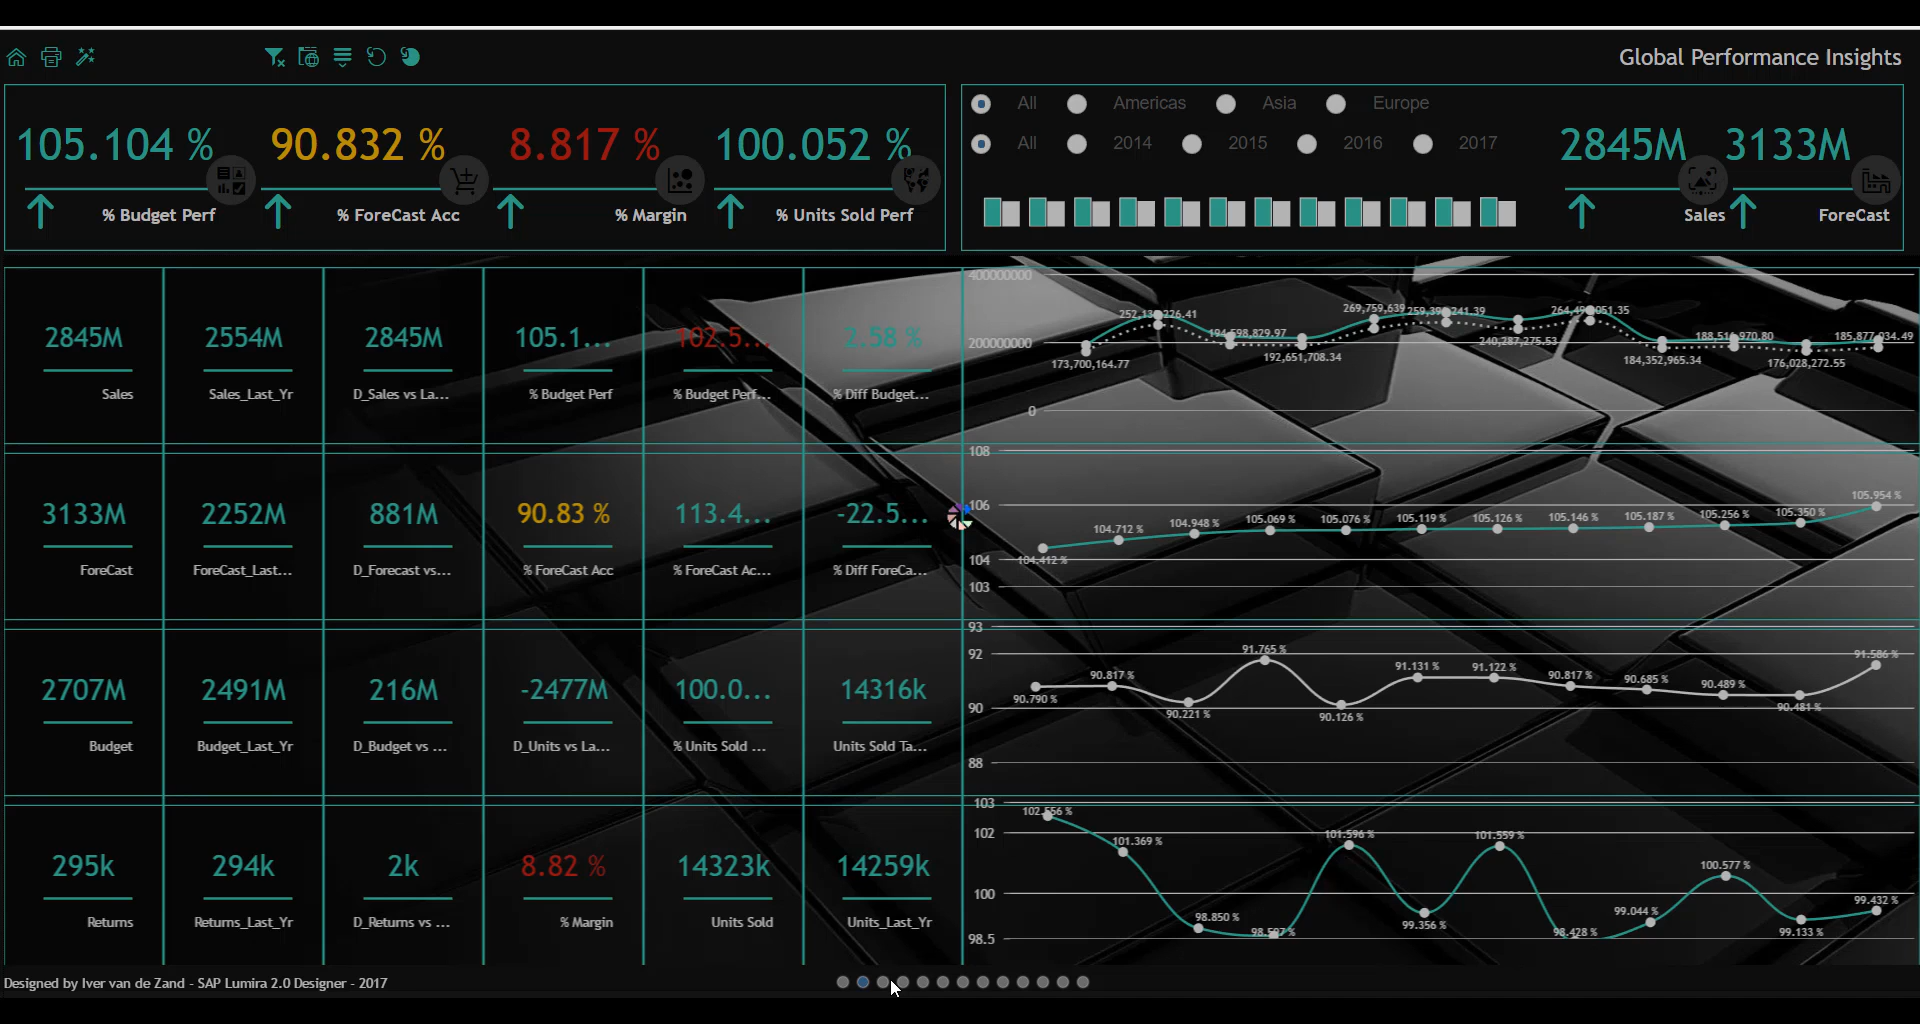 Global Performance Insights
105.104 %
% Budget Perf
90.832 %
% ForeCast Acc
8.817 %
% Margin
100.052 %
% Units Sold Perf
All Americas Asia Europe
All 2014 2015 2016 2017
2845M
Sales
3133M
ForeCast
2845M
Sales
2554M
Sales_Last_Yr
2845M
D_Sales vs La...
105.1...
% Budget Perf
102.5...
% Budget Perf...
2.58 %
% Diff Budget...
3133M
ForeCast
2252M
ForeCast_Last...
881M
D_Forecast vs...
90.83 %
% ForeCast Acc
113.4...
% ForeCast Ac...
-22.5...
% Diff ForeCa...
2707M
Budget
2491M
Budget_Last_Yr
216M
D_Budget vs ...
-2477M
D_Units vs La...
100.0...
% Units Sold ...
14316k
Units Sold Ta...
295k
Returns
294k
Returns_Last_Yr
2k
D_Returns vs ...
8.82 %
% Margin
14323k
Units Sold
14259k
Units_Last_Yr
400000000
200000000
0
173,700,164.77
194,598,829.97
192,651,708.34
269,759,639
240,287,275.53
184,352,965.34
176,028,272.55
108
106
104
103
104.412 %
104.712 %
104.948 %
105.069 %
105.076 %
105.119 %
105.126 %
105.146 %
105.187 %
105.256 %
105.350 %
105.954 %
93
92
90
88
90.790 %
90.817 %
90.221 %
91.765 %
90.126 %
91.131 %
91.122 %
90.817 %
90.685 %
90.489 %
90.481 %
91.586 %
103
102
100
98.5
101.369 %
98.850 %
101.596 %
99.356 %
101.559 %
98.428 %
99.044 %
100.577 %
99.133 %
99.432 %
Designed by Iver van de Zand - SAP Lumira 2.0 Designer - 2017